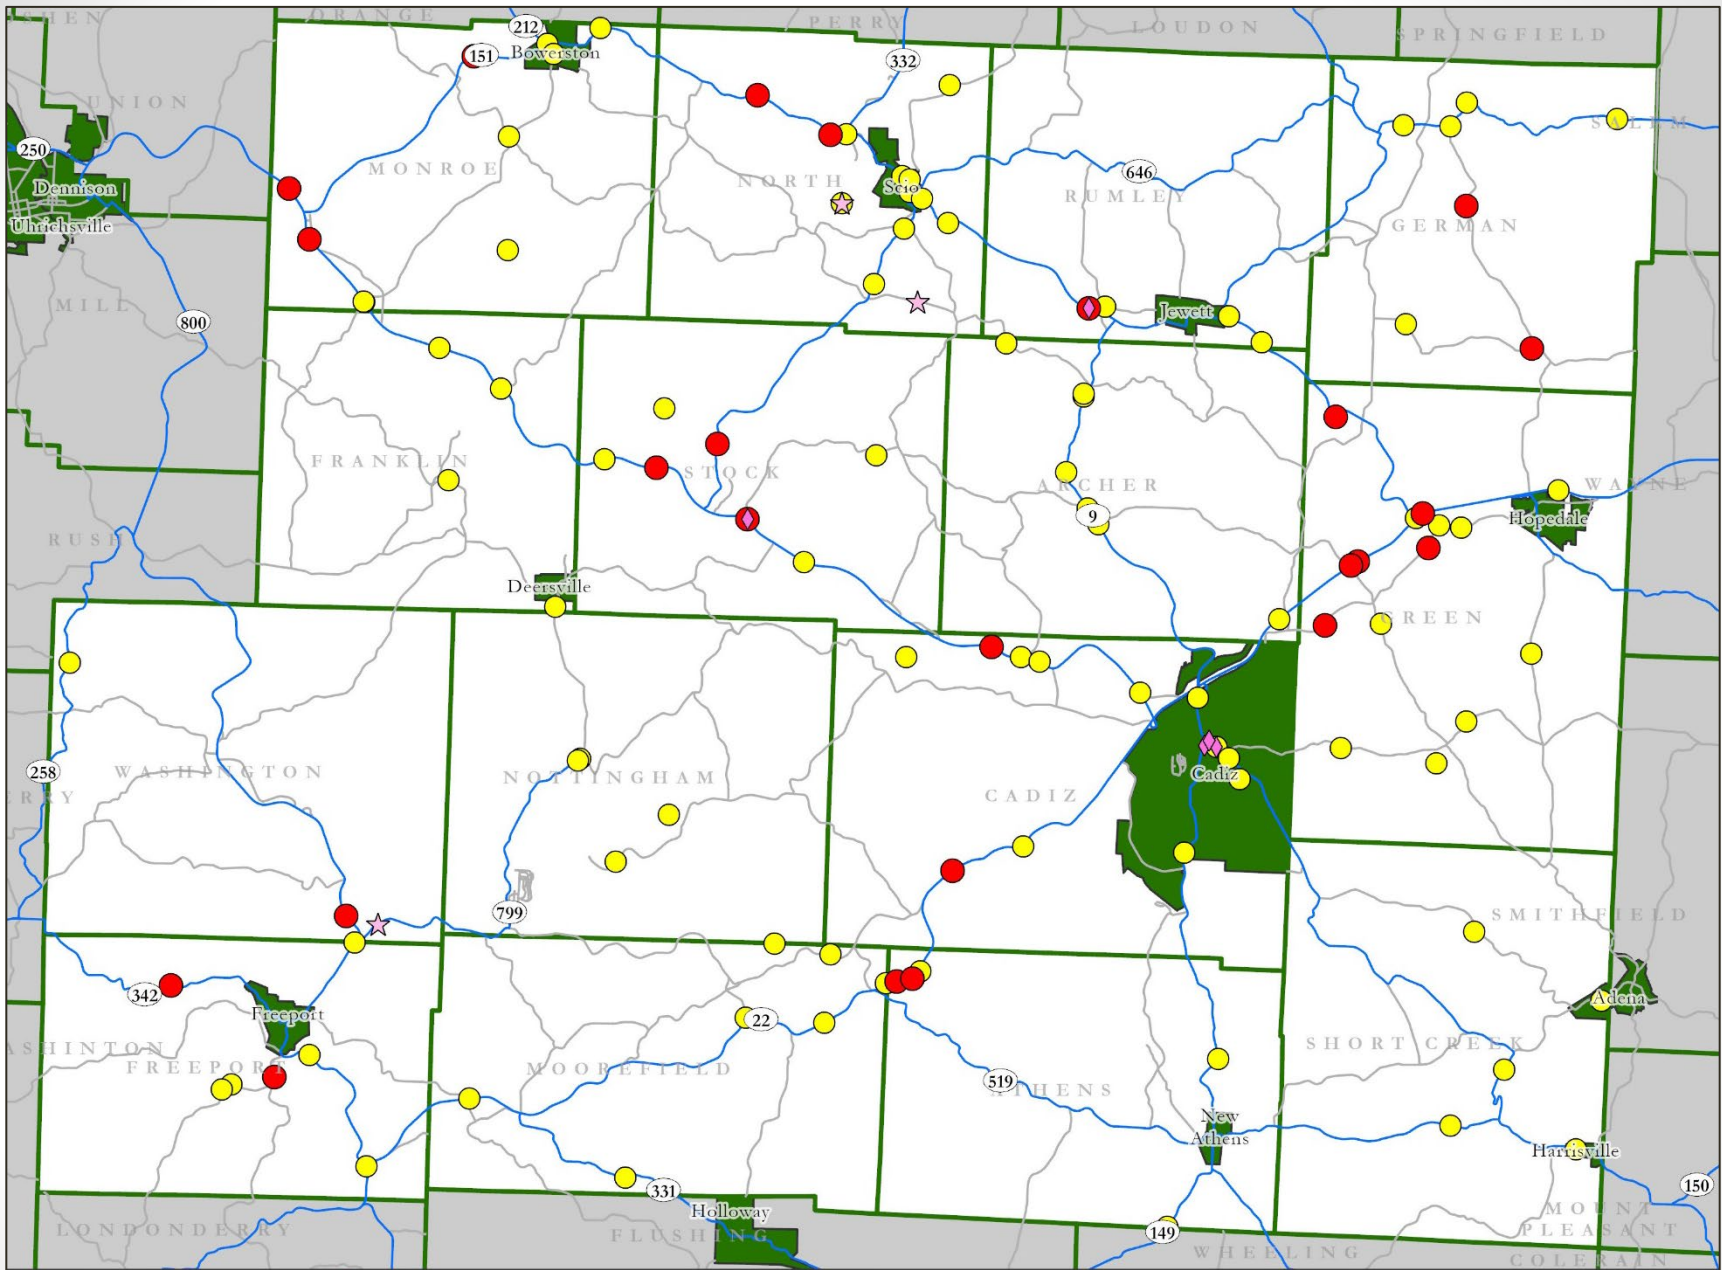 ORANGE
PERRY
LOUDON
SPRINGFIELD
SHEN
212
151
Bowerston
332
UNION
SALEM
250
MONROE
646
NORTH
Scio
RUMLEY
Dennison
Uhrichsville
GERMAN
MILL
800
Jewett
FRANKLIN
STOCK
ARCHER
WAYNE
9
Hopedale
RUSH
Deersville
GREEN
258
WASHINGTON
NOTTINGHAM
Cadiz
ERRY
CADIZ
799
SMITHFIELD
342
Adena
Freeport
22
ASHINTON
SHORT CREEK
FREEPORT
MOOREFIELD
519
ATHENS
New
Athens
Harrisville
331
150
Holloway
MOUNT
PLEASANT
LONDONDERRY
FLUSHING
149
WHEELING
COLERAIN